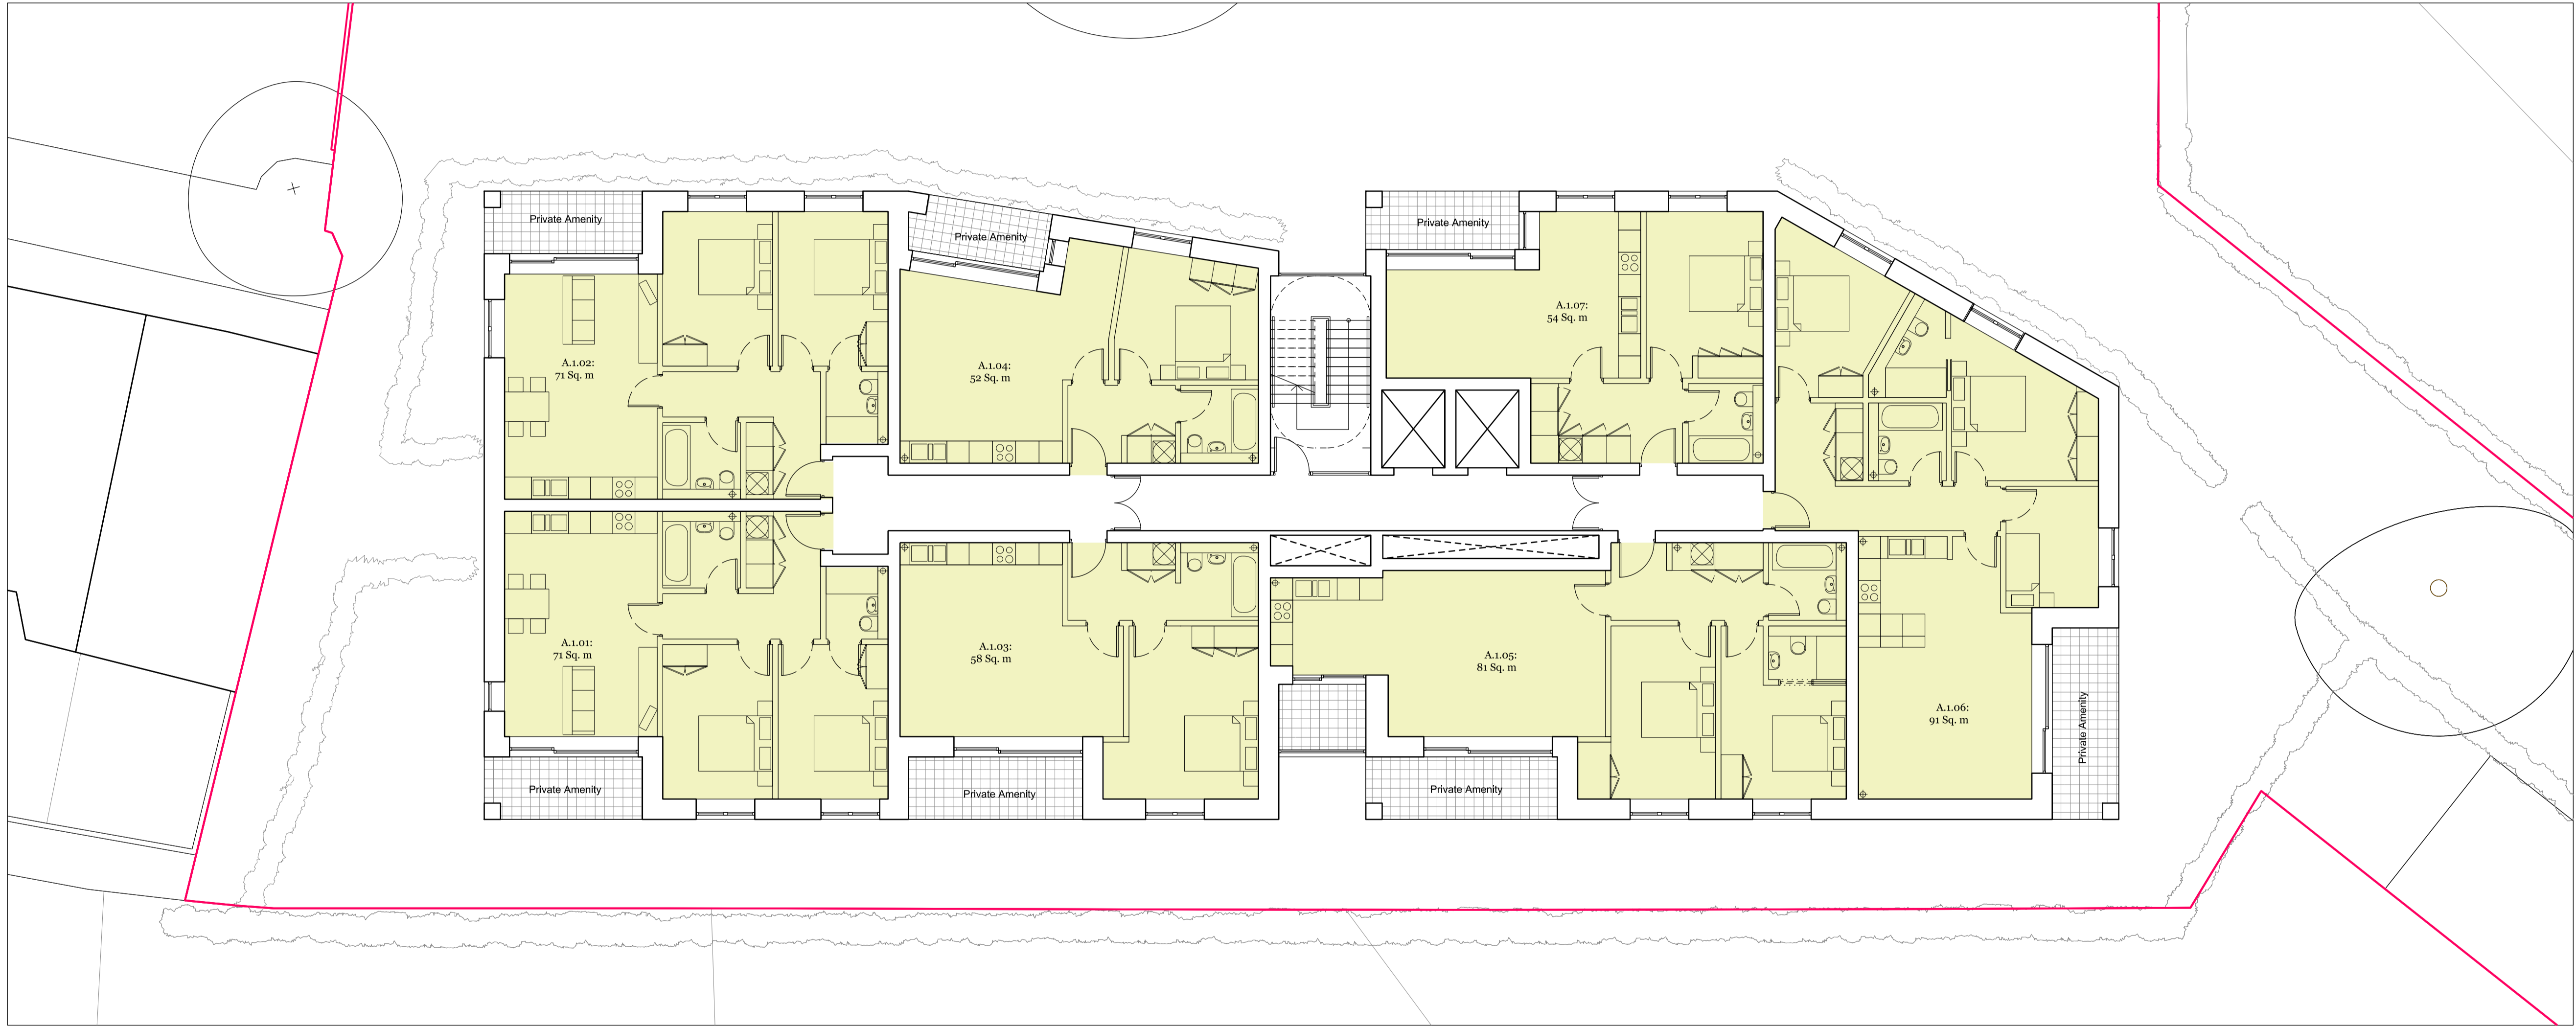 Private Amenity
Private Amenity
Private Amenity
A.1.07:
54 Sq. m
A.1.02:
71 Sq. m
A.1.04:
52 Sq. m
A.1.01:
71 Sq. m
A.1.03:
58 Sq. m
A.1.05:
81 Sq. m
A.1.06:
91 Sq. m
Private Amenity
Private Amenity
Private Amenity
Private Amenity